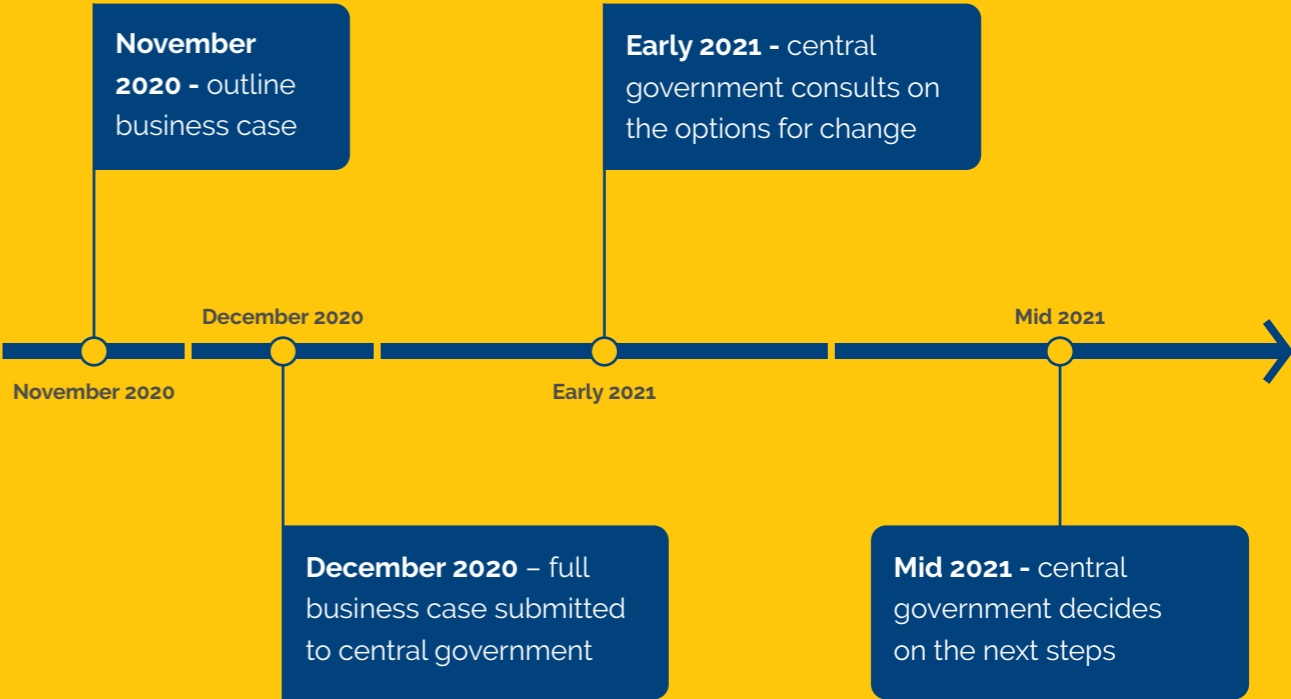 November
2020 - outline
business case
Early 2021 - central
government consults on
the options for change
December 2020
Mid 2021
November 2020
Early 2021
December 2020 – full
business case submitted
to central government
Mid 2021 - central
government decides
on the next steps